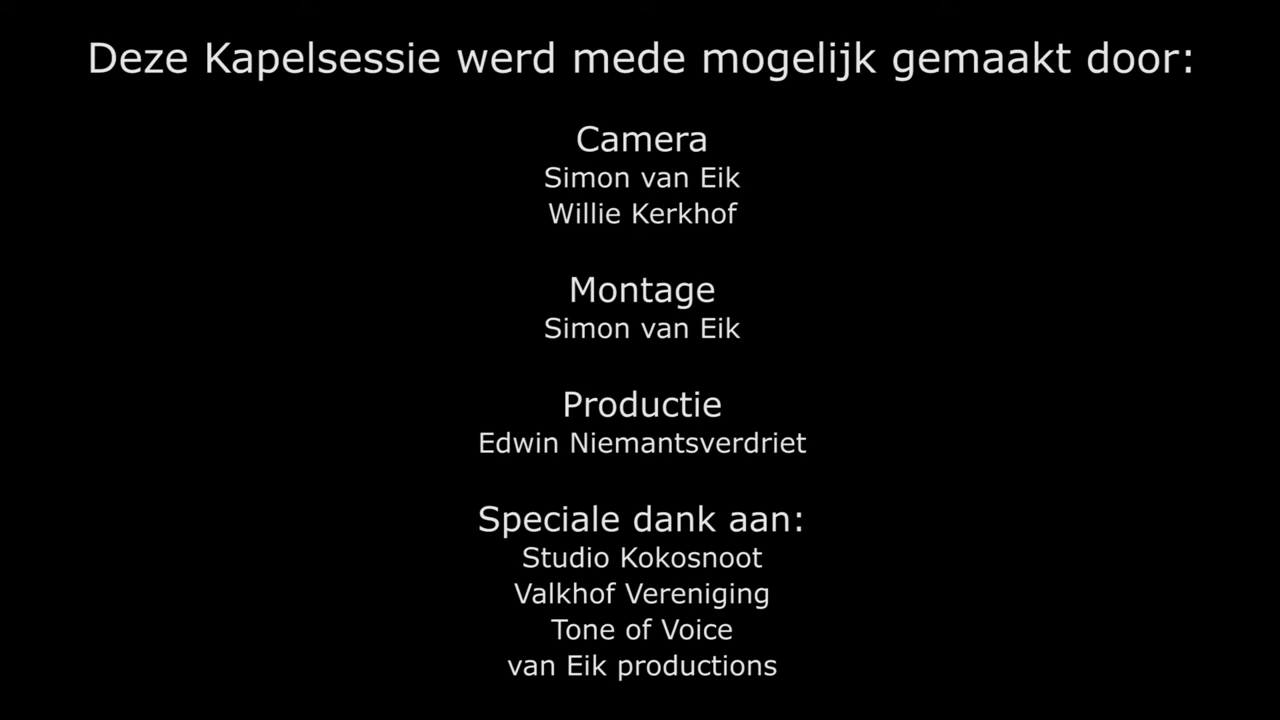 Deze Kapelsessie werd mede mogelijk gemaakt door:
Camera
Simon van Eik
Willie Kerkhof
Montage
Simon van Eik
Productie
Edwin Niemantsverdriet
Speciale dank aan:
Studio Kokosnoot
Valkhof Vereniging
Tone of Voice
van Eik productions